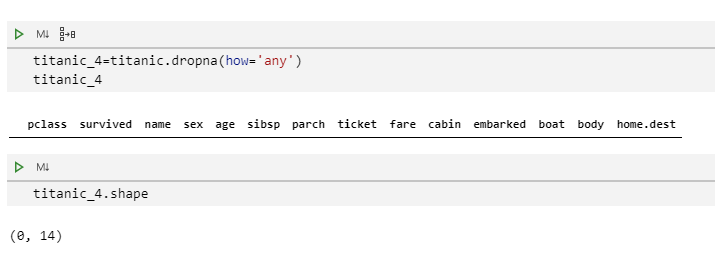 M↓
titanic_4=titanic.dropna(how='any')
titanic_4
pclass survived name sex age sibsp parch ticket fare cabin embarked boat body home.dest
M↓
titanic_4.shape
(0, 14)